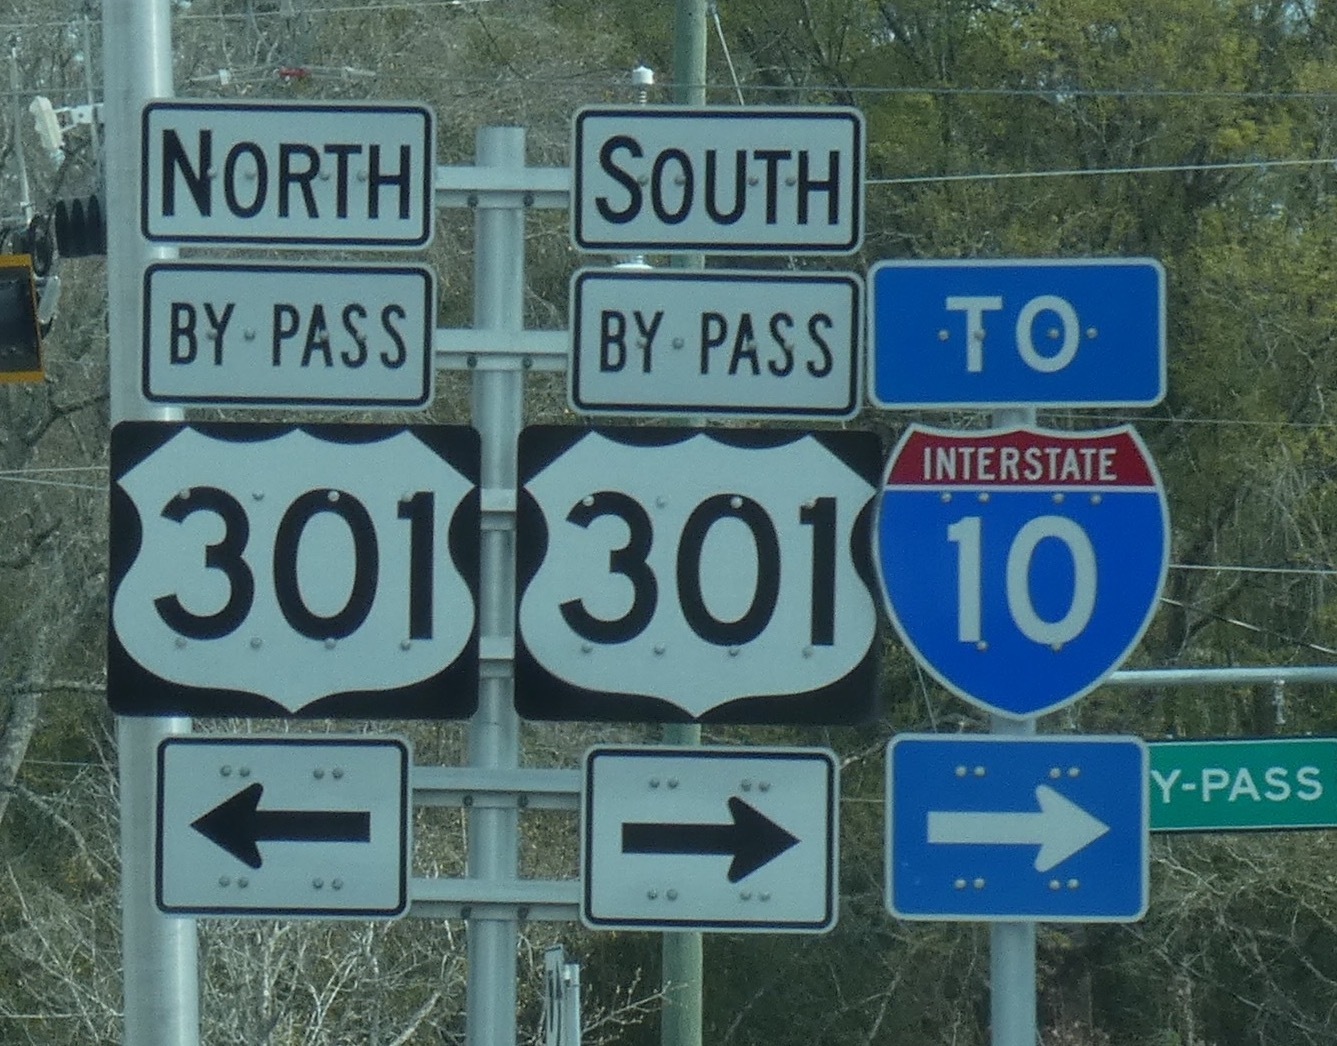 NORTH
BY PASS
301
SOUTH
BY PASS
301
TO
INTERSTATE
10
Y-PASS